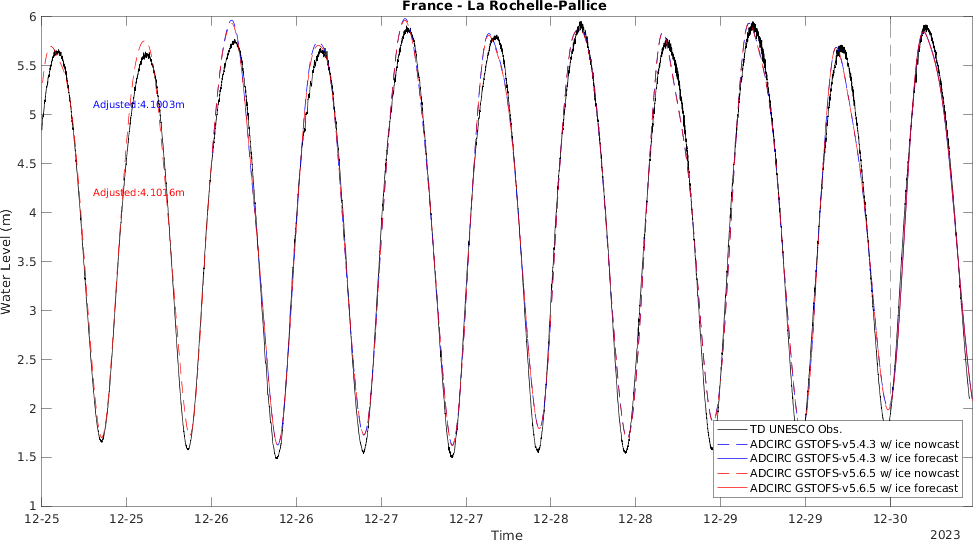 France - La Rochelle-Pallice
6
5.5
5
4.5
4
3.5
3
2.5
2
1.5
1
Water Level (m)
Adjusted:4.1003m
Adjusted:4.1016m
TD UNESCO Obs.
ADCIRC GSTOFS-v5.4.3 w/ ice nowcast
ADCIRC GSTOFS-v5.4.3 w/ ice forecast
ADCIRC GSTOFS-v5.6.5 w/ ice nowcast
ADCIRC GSTOFS-v5.6.5 w/ ice forecast
12-25 12-25 12-26 12-26 12-27 12-27 12-28 12-28 12-29 12-29 12-30
Time
2023